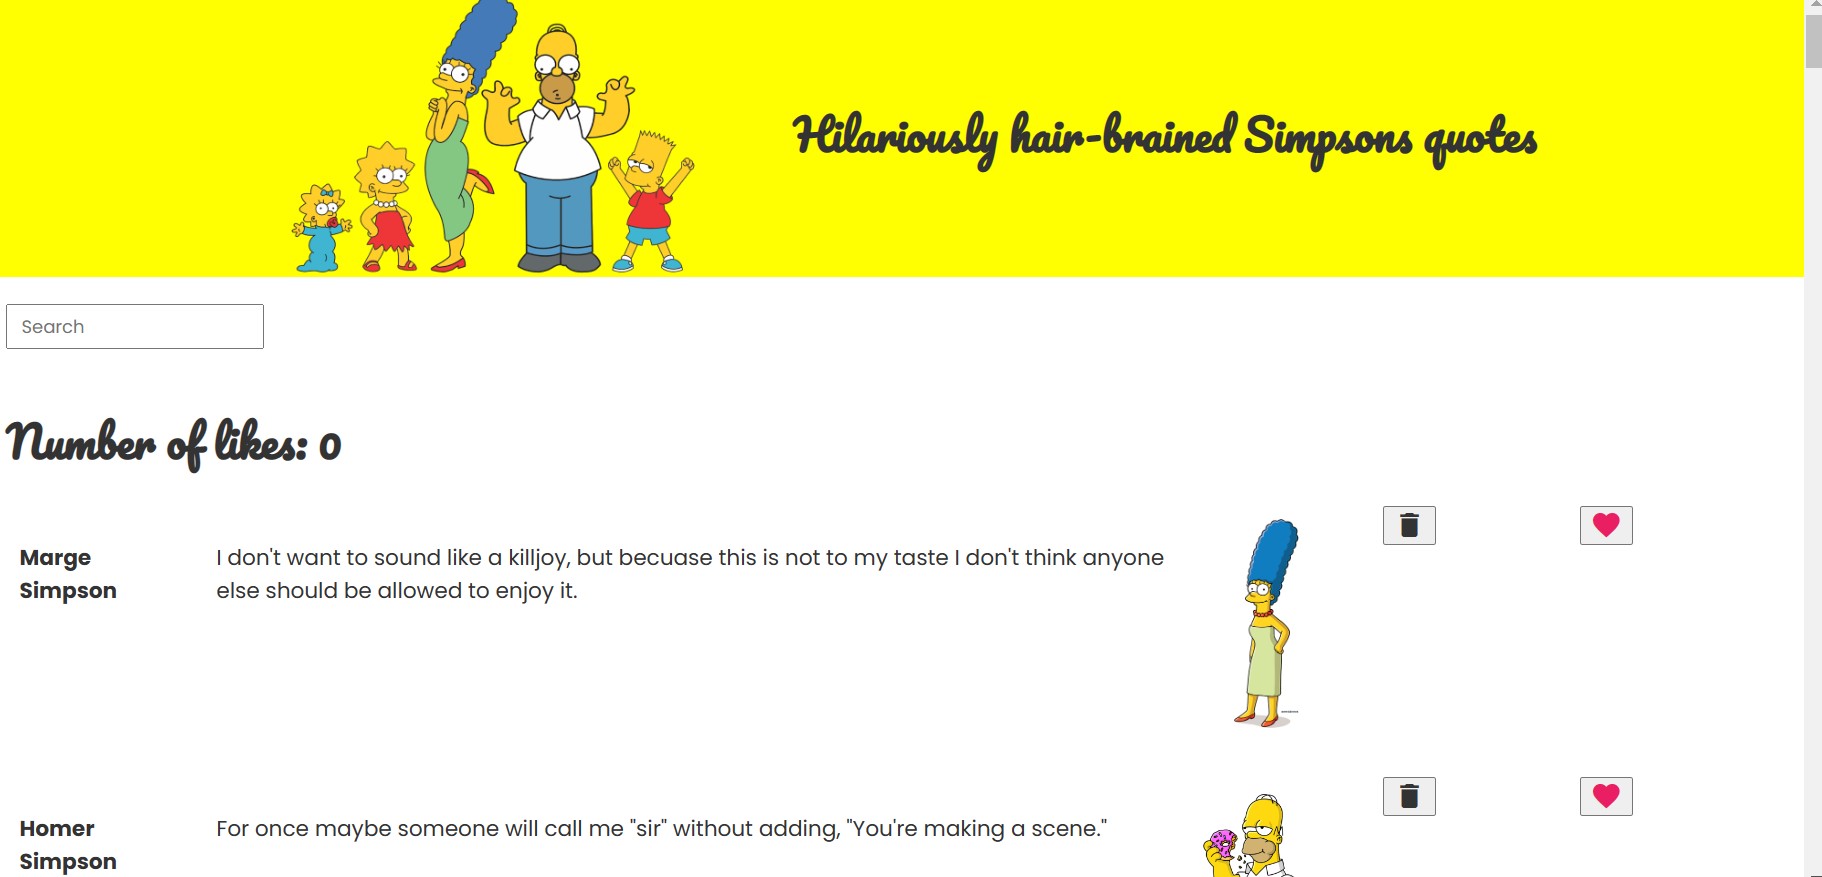 Hilariously hair-brained Simpsons quotes
Search
Number of likes: 0
Marge
Simpson
I don't want to sound like a killjoy, but becuase this is not to my taste I don't think anyone
else should be allowed to enjoy it.
Homer
Simpson
For once maybe someone will call me "sir" without adding, "You're making a scene."